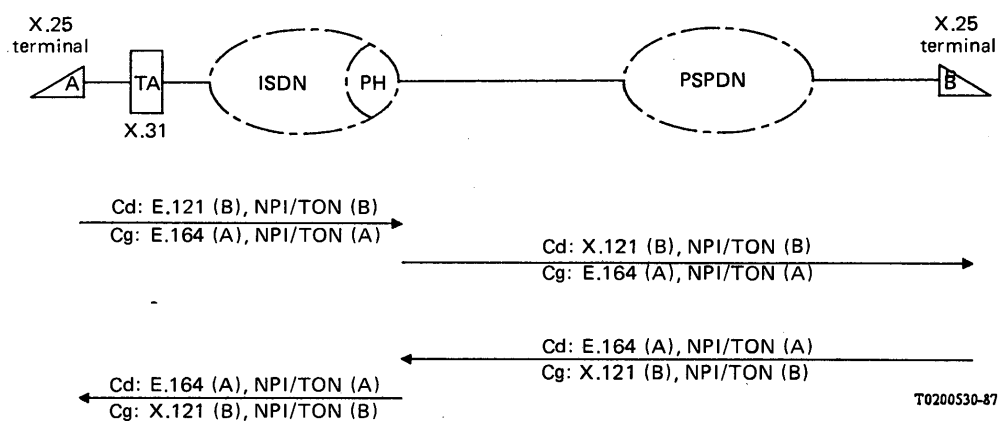 X.25
terminal
X.25
terminal
A
TA
ISDN
PH
PSPDN
B
X.31
Cd: E.121 (B), NPI/TON (B)
Cg: E.164 (A), NPI/TON (A)
Cd: X.121 (B), NPI/TON (B)
Cg: E.164 (A), NPI/TON (A)
Cd: E.164 (A), NPI/TON (A)
Cg: X.121 (B), NPI/TON (B)
Cd: E.164 (A), NPI/TON (A)
Cg: X.121 (B), NPI/TON (B)
T0200530-87